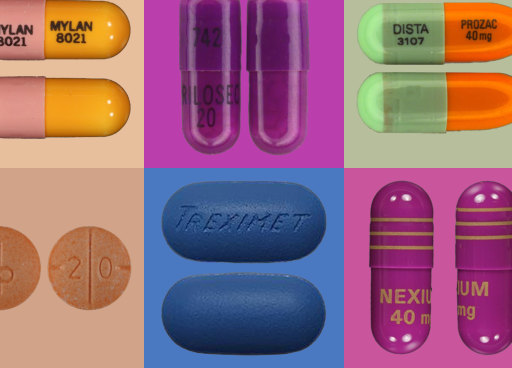 MYLAN
8021
MYLAN
8021
742
RILOSEC
20
DISTA
3107
PROZAC
40mg
p
2 0
TREXIMET
NEXIU
40 m
IUM
mg